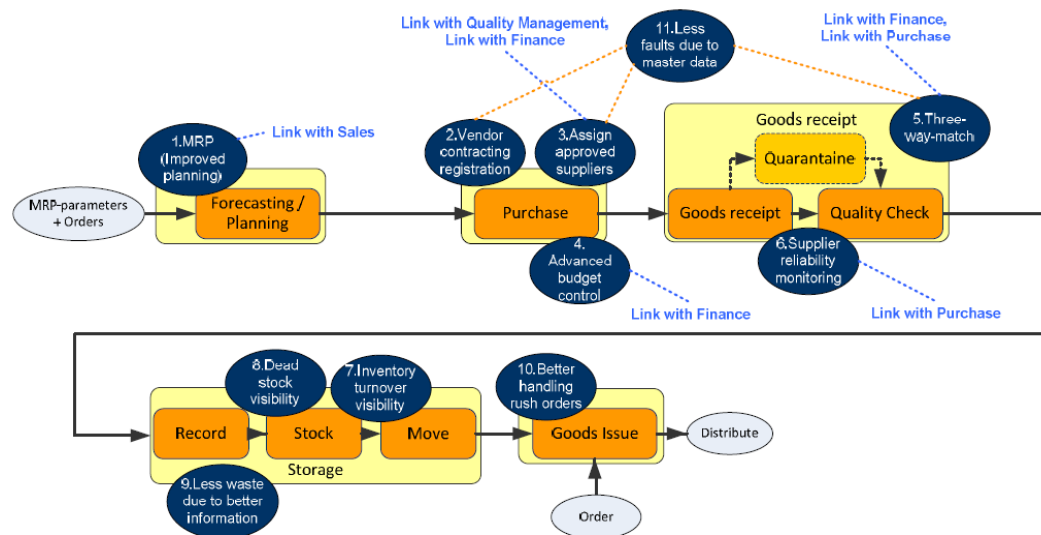 Link with Quality Management,
Link with Finance
11.Less
faults due to
master data
Link with Finance,
Link with Purchase
1.MRP
(Improved
planning)
Link with Sales
2.Vendor
contracting
registration
3.Assign
approved
suppliers
Goods receipt
5.Three-
way-match
Quarantaine
MRP-parameters
+ Orders
Forecasting /
Planning
Purchase
Goods receipt
Quality Check
4.
Advanced
budget
control
6.Supplier
reliability
monitoring
Link with Finance
Link with Purchase
8.Dead
stock
visibility
7.Inventory
turnover
visibility
10.Better
handling
rush orders
Record
Stock
Move
Goods Issue
Distribute
Storage
9.Less waste
due to better
information
Order